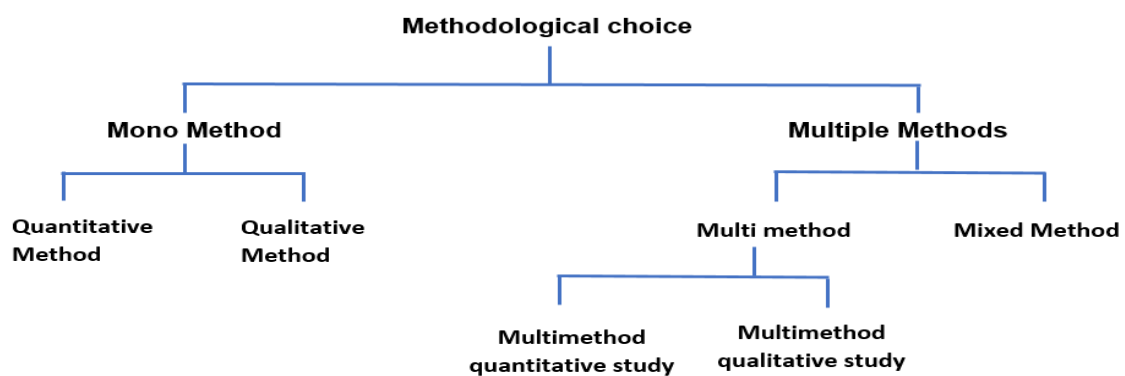 Methodological choice
Mono Method
Multiple Methods
Quantitative
Method
Qualitative
Method
Multi method
Mixed Method
Multimethod
quantitative study
Multimethod
qualitative study